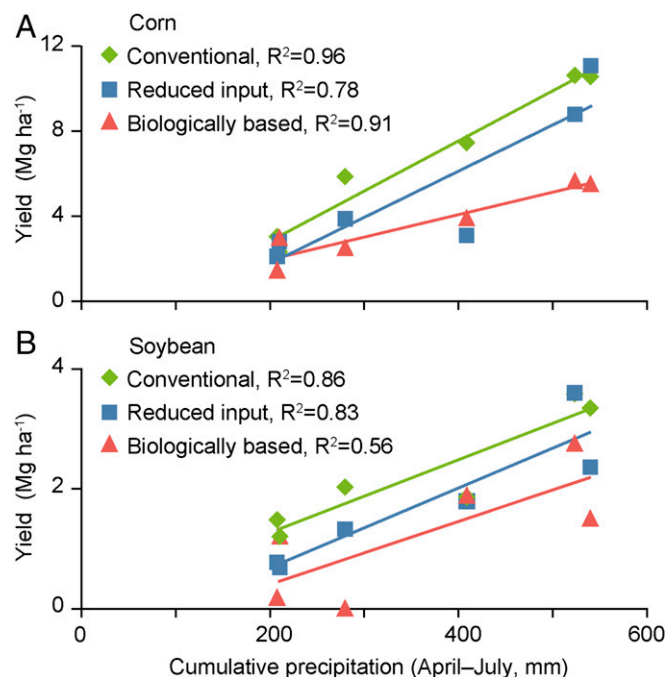 A Corn
12
Conventional, R²=0.96
Reduced input, R²=0.78
8
Biologically based, R²=0.91
4
0
Yield (Mg ha⁻¹)
B Soybean
4
Conventional, R²=0.86
Reduced input, R²=0.83
Biologically based, R²=0.56
2
0
Yield (Mg ha⁻¹)
0 200 400 600
Cumulative precipitation (April–July, mm)